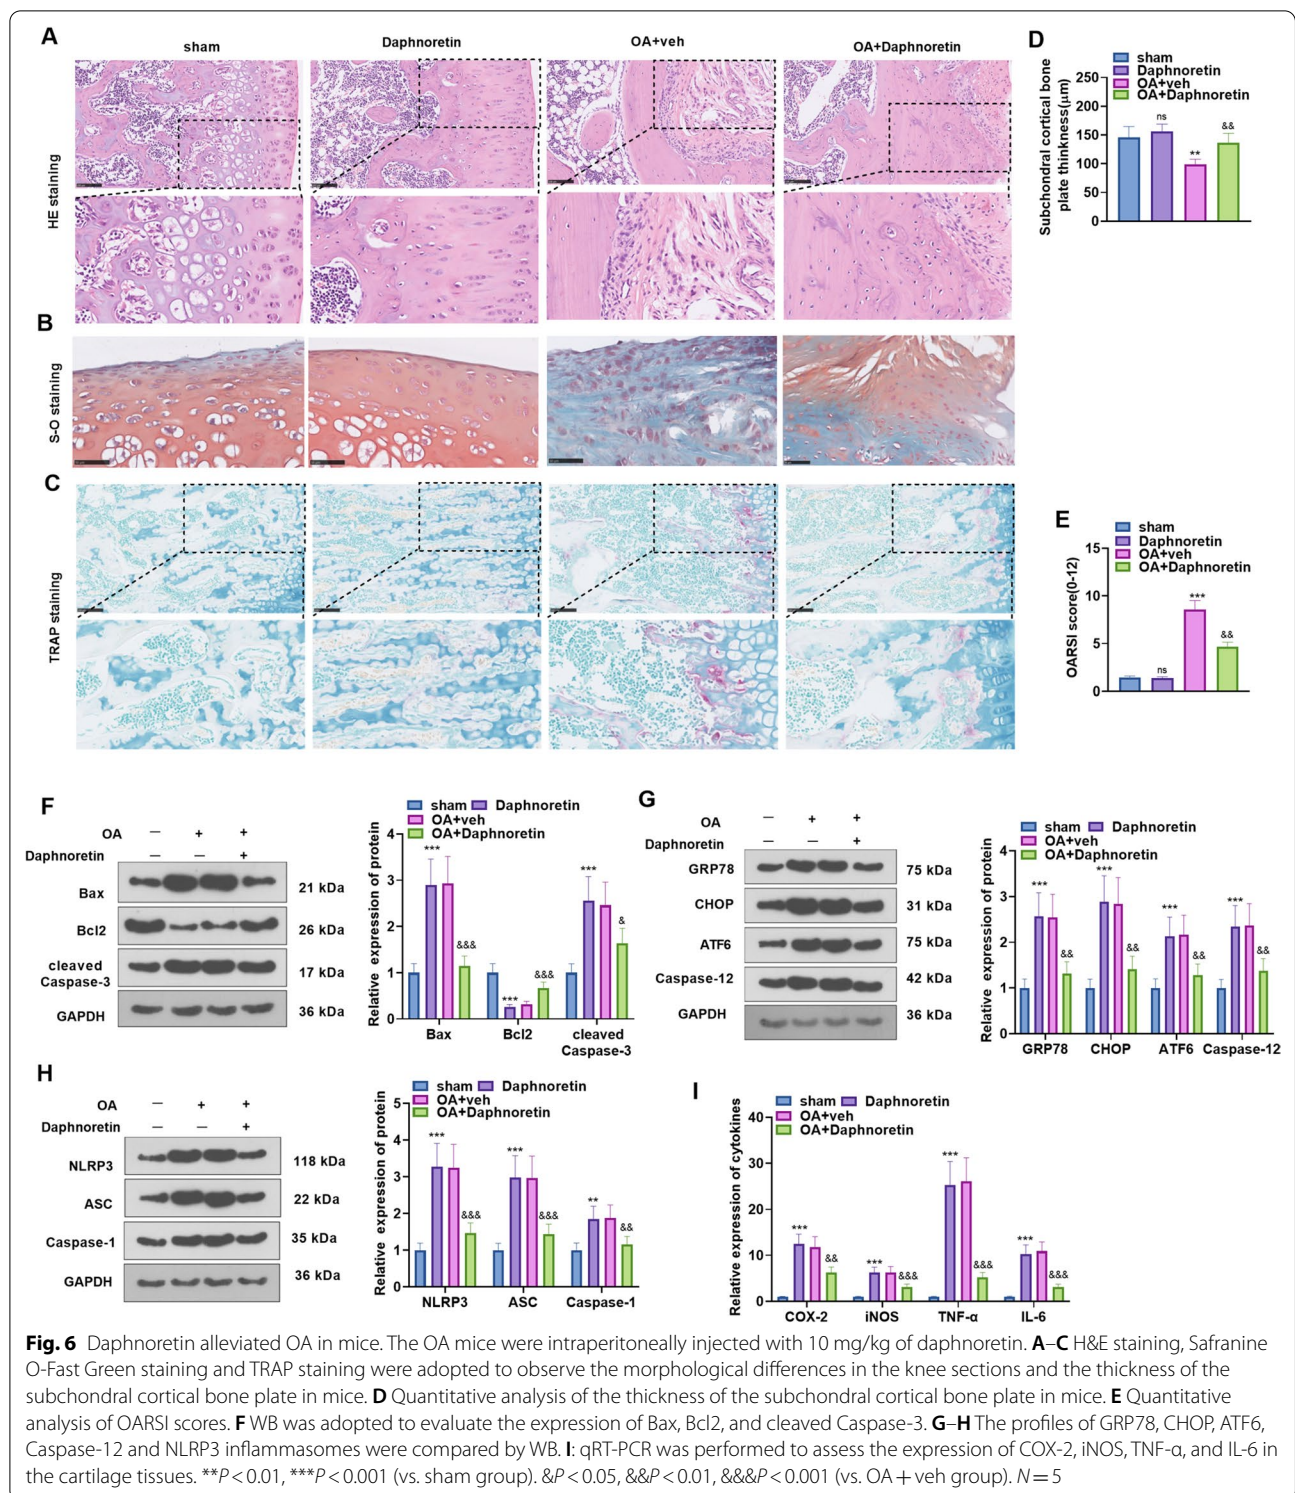 A
sham
Daphnoretin
OA+veh
OA+Daphnoretin
HE staining
B
S-O staining
C
TRAP staining
D
sham
Daphnoretin
OA+veh
OA+Daphnoretin
Subchondral cortical bone
plate thinkness(μm)
250
200
150
100
50
0
ns
**
&&
E
sham
Daphnoretin
OA+veh
OA+Daphnoretin
OARSI score(0-12)
15
10
5
0
ns
***
&&
F
OA — + +
Daphnoretin — — +
Bax 21 kDa
Bcl2 26 kDa
cleaved
Caspase-3 17 kDa
GAPDH 36 kDa
sham Daphnoretin
OA+veh
OA+Daphnoretin
Relative expression of protein
4
3
2
1
0
*** &&& *** &&& *** &
Bax Bcl2 cleaved
Caspase-3
G
OA — + +
Daphnoretin — — +
GRP78 75 kDa
CHOP 31 kDa
ATF6 75 kDa
Caspase-12 42 kDa
GAPDH 36 kDa
sham Daphnoretin
OA+veh
OA+Daphnoretin
Relative expression of protein
4
3
2
1
0
*** && *** && *** && *** &&
GRP78 CHOP ATF6 Caspase-12
H
OA — + +
Daphnoretin — — +
NLRP3 118 kDa
ASC 22 kDa
Caspase-1 35 kDa
GAPDH 36 kDa
sham Daphnoretin
OA+veh
OA+Daphnoretin
Relative expression of protein
5
4
3
2
1
0
*** &&& *** &&& ** &&
NLRP3 ASC Caspase-1
I
sham Daphnoretin
OA+veh
OA+Daphnoretin
Relative expression of cytokines
40
30
20
10
0
*** && *** &&& *** &&& *** &&&
COX-2 iNOS TNF-α IL-6
Fig. 6 Daphnoretin alleviated OA in mice. The OA mice were intraperitoneally injected with 10 mg/kg of daphnoretin. A–C H&E staining, Safranine
O-Fast Green staining and TRAP staining were adopted to observe the morphological differences in the knee sections and the thickness of the
subchondral cortical bone plate in mice. D Quantitative analysis of the thickness of the subchondral cortical bone plate in mice. E Quantitative
analysis of OARSI scores. F WB was adopted to evaluate the expression of Bax, Bcl2, and cleaved Caspase-3. G–H The profiles of GRP78, CHOP, ATF6,
Caspase-12 and NLRP3 inflammasomes were compared by WB. I: qRT-PCR was performed to assess the expression of COX-2, iNOS, TNF-α, and IL-6 in
the cartilage tissues. **P < 0.01, ***P < 0.001 (vs. sham group). &P < 0.05, &&P < 0.01, &&&P < 0.001 (vs. OA + veh group). N = 5